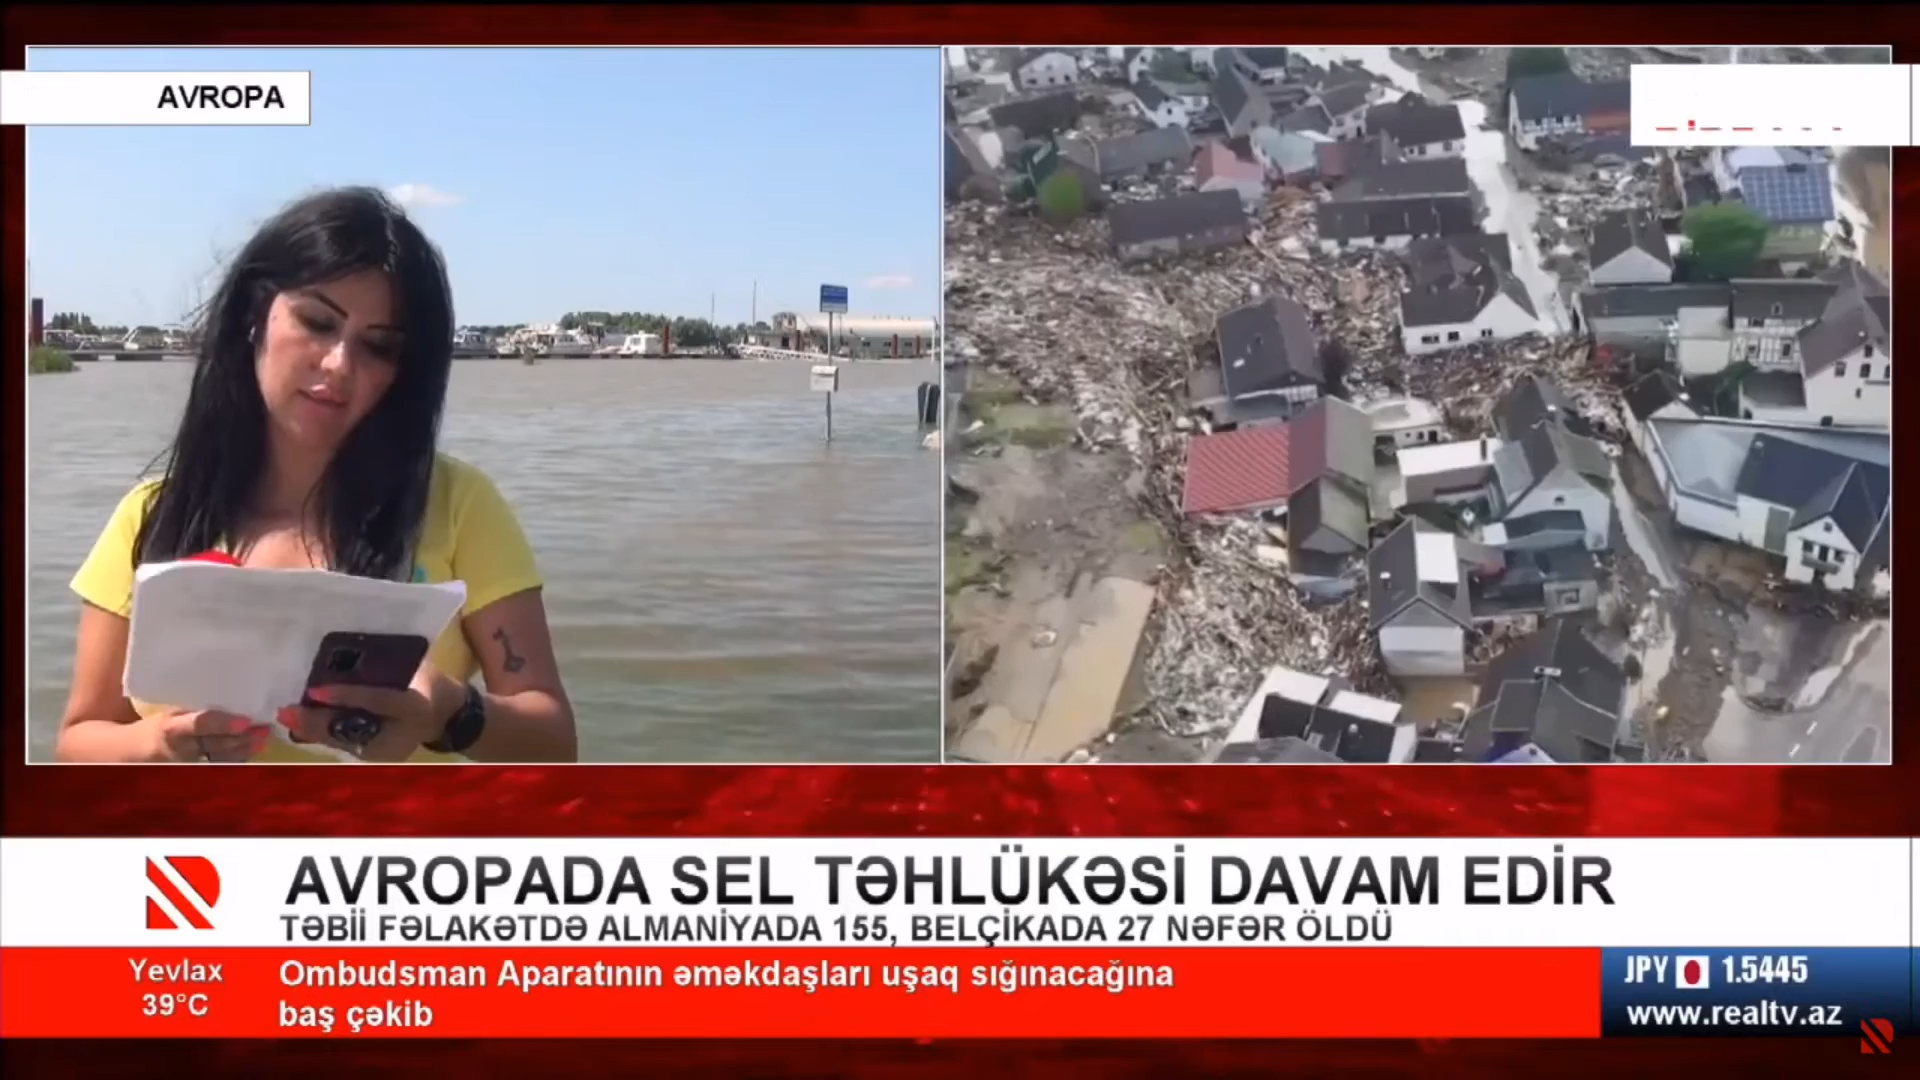 AVROPA
AVROPADA SEL TƏHLÜKƏSİ DAVAM EDİR
TƏBİİ FƏLAKƏTDƏ ALMANİYADA 155, BELÇİKADA 27 NƏFƏR ÖLDÜ
Yevlax
39°C
Ombudsman Aparatının əməkdaşları uşaq sığınacağına
baş çəkib
JPY 1.5445
www.realtv.az